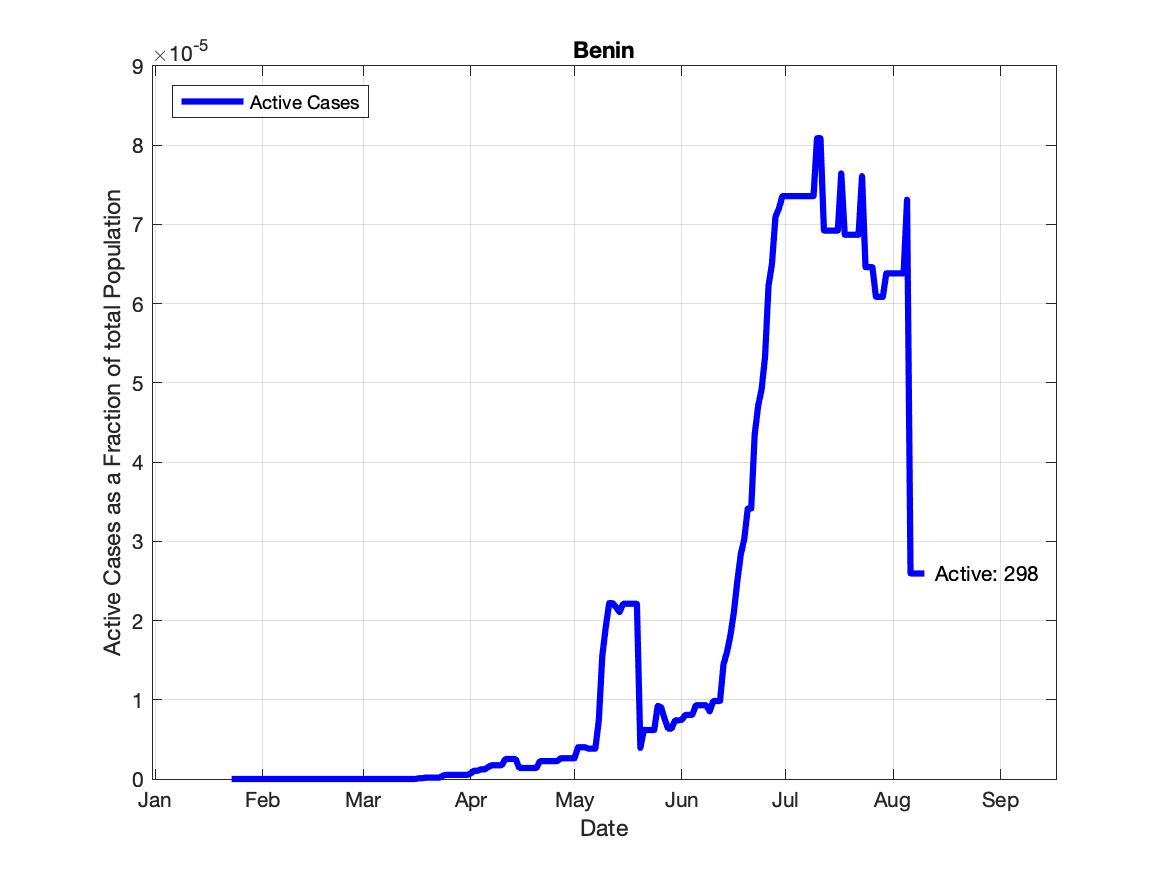 Benin
×10-5
Active Cases
9
8
7
6
5
4
3
2
1
0
Active Cases as a Fraction of total Population
Active: 298
Jan Feb Mar Apr May Jun Jul Aug Sep
Date